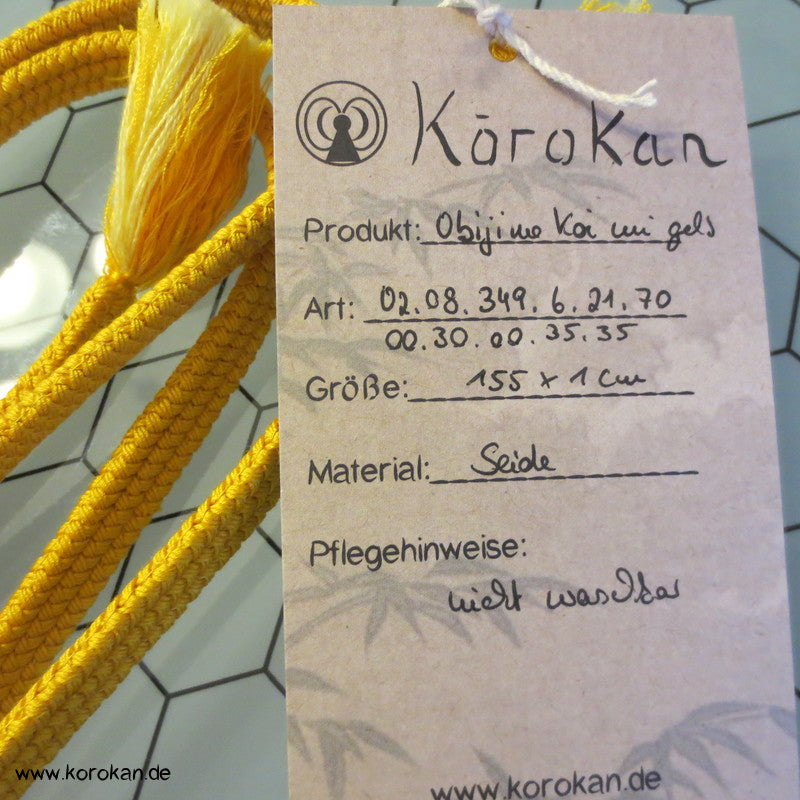 Kōrokan
Produkt: Obijime Koi mi gelb
Art: 02.08.349.6.21.70
00.30.00.35.35
Größe: 155 x 1 cm
Material: Seide
Pflegehinweise:
nicht waschbar
www.korokan.de
www.korokan.de